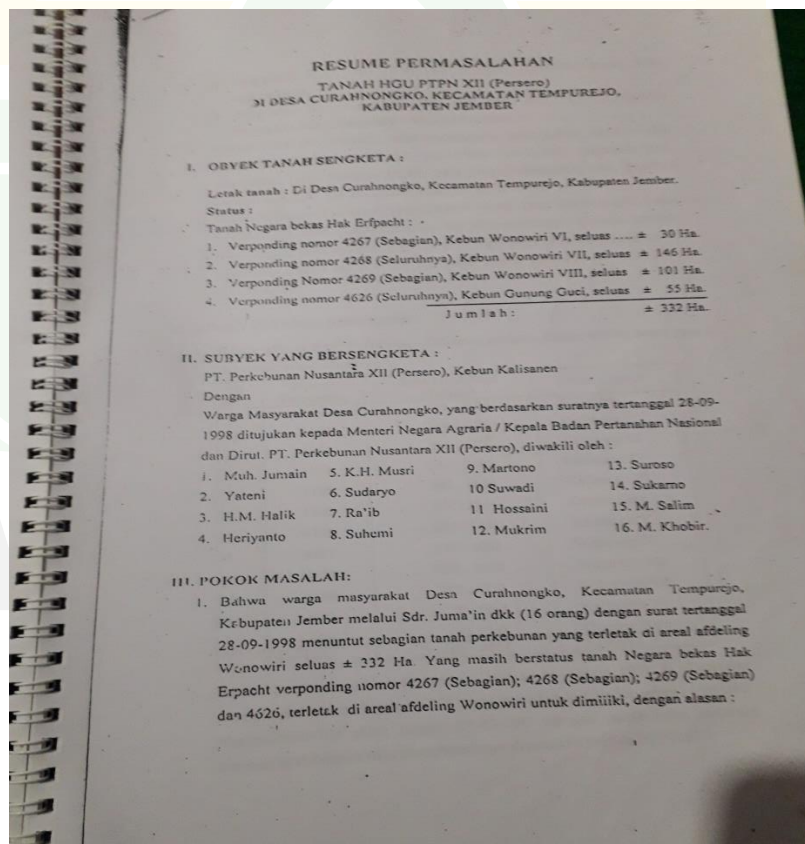 RESUME PERMASALAHAN
TANAH HGU PTPN XII (Persero)
DI DESA CURAHNONGKO, KECAMATAN TEMPUREJO,
KABUPATEN JEMBER
I. OBYEK TANAH SENGKETA :
Letak tanah : Di Desa Curahnongko, Kecamatan Tempurejo, Kabupaten Jember.
Status :
Tanah Negara bekas Hak Erfpacht :
1. Verponding nomor 4267 (Sebagian), Kebun Wonowiri VI, seluas .... ± 30 Ha.
2. Verponding nomor 4268 (Seluruhnya), Kebun Wonowiri VII, seluas ± 146 Ha.
3. Verponding Nomor 4269 (Sebagian), Kebun Wonowiri VIII, seluas ± 101 Ha.
4. Verponding nomor 4626 (Seluruhnya), Kebun Gunung Guci, seluas ± 55 Ha.
Jumlah : ± 332 Ha.
II. SUBYEK YANG BERSENGKETA :
PT. Perkebunan Nusantara XII (Persero), Kebun Kalisanen
Dengan
Warga Masyarakat Desa Curahnongko, yang berdasarkan suratnya tertanggal 28-09-
1998 ditujukan kepada Menteri Negara Agraria / Kepala Badan Pertanahan Nasional
dan Dirut. PT. Perkebunan Nusantara XII (Persero), diwakili oleh :
1. Muh. Jumain 5. K.H. Musri 9. Martono 13. Suroso
2. Yateni 6. Sudaryo 10 Suwadi 14. Sukarno
3. H.M. Halik 7. Ra'ib 11 Hossaini 15. M. Salim
4. Heriyanto 8. Suhemi 12. Mukrim 16. M. Khobir.
III. POKOK MASALAH:
1. Bahwa warga masyarakat Desa Curahnongko, Kecamatan Tempurejo,
Kabupaten Jember melalui Sdr. Juma'in dkk (16 orang) dengan surat tertanggal
28-09-1998 menuntut sebagian tanah perkebunan yang terletak di areal afdeling
Wonowiri seluas ± 332 Ha. Yang masih berstatus tanah Negara bekas Hak
Erpacht verponding nomor 4267 (Sebagian); 4268 (Sebagian); 4269 (Sebagian)
dan 4626, terletak di areal afdeling Wonowiri untuk dimiliki, dengan alasan :